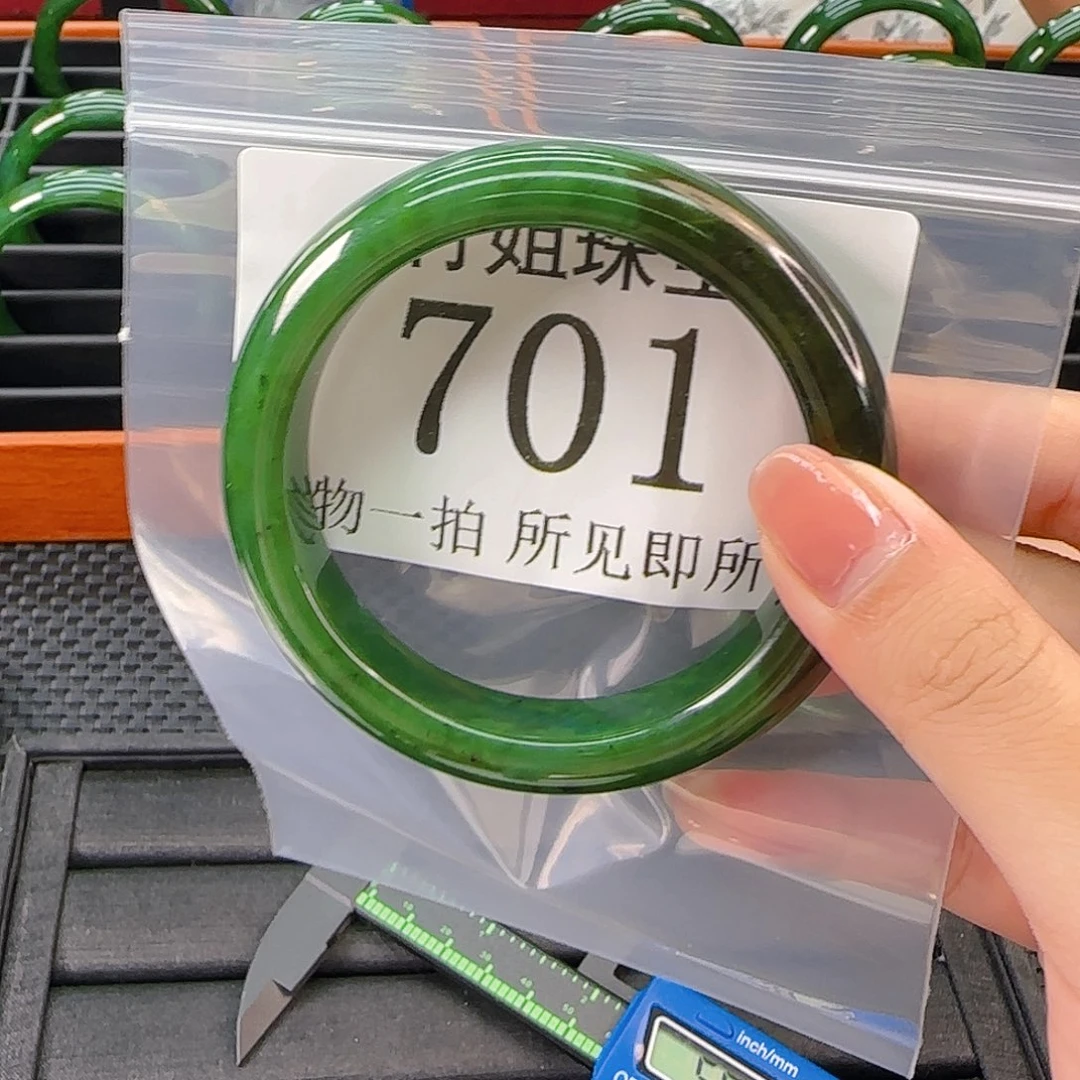 姐珠
701
物一拍 所见即所
inch/mm